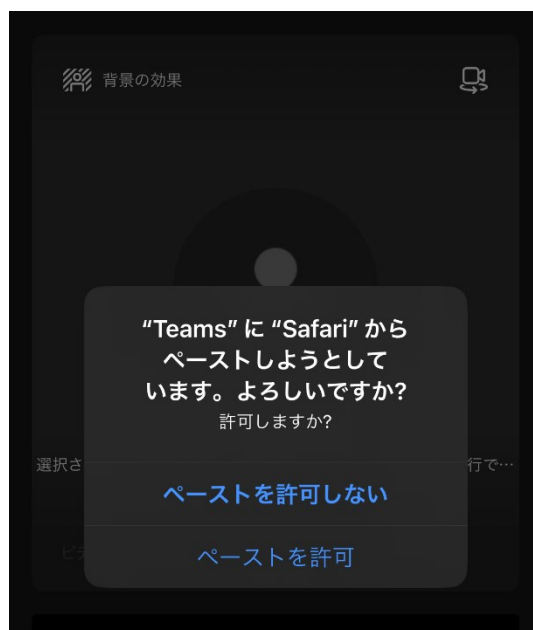 背景の効果
“Teams” に “Safari” から
ペーストしようとして
います。よろしいですか?
許可しますか?
選択さ
行で…
ペーストを許可しない
ペーストを許可